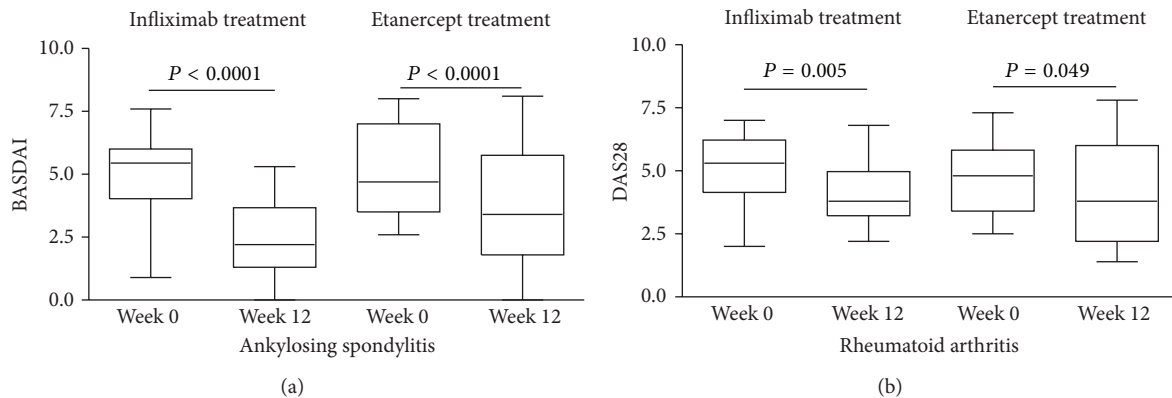 Infliximab treatment Etanercept treatment
10.0
P < 0.0001 P < 0.0001
7.5
BASDAI
5.0
2.5
0.0
Week 0 Week 12 Week 0 Week 12
Ankylosing spondylitis
(a)
Infliximab treatment Etanercept treatment
10.0
P = 0.005 P = 0.049
7.5
DAS28
5.0
2.5
0.0
Week 0 Week 12 Week 0 Week 12
Rheumatoid arthritis
(b)